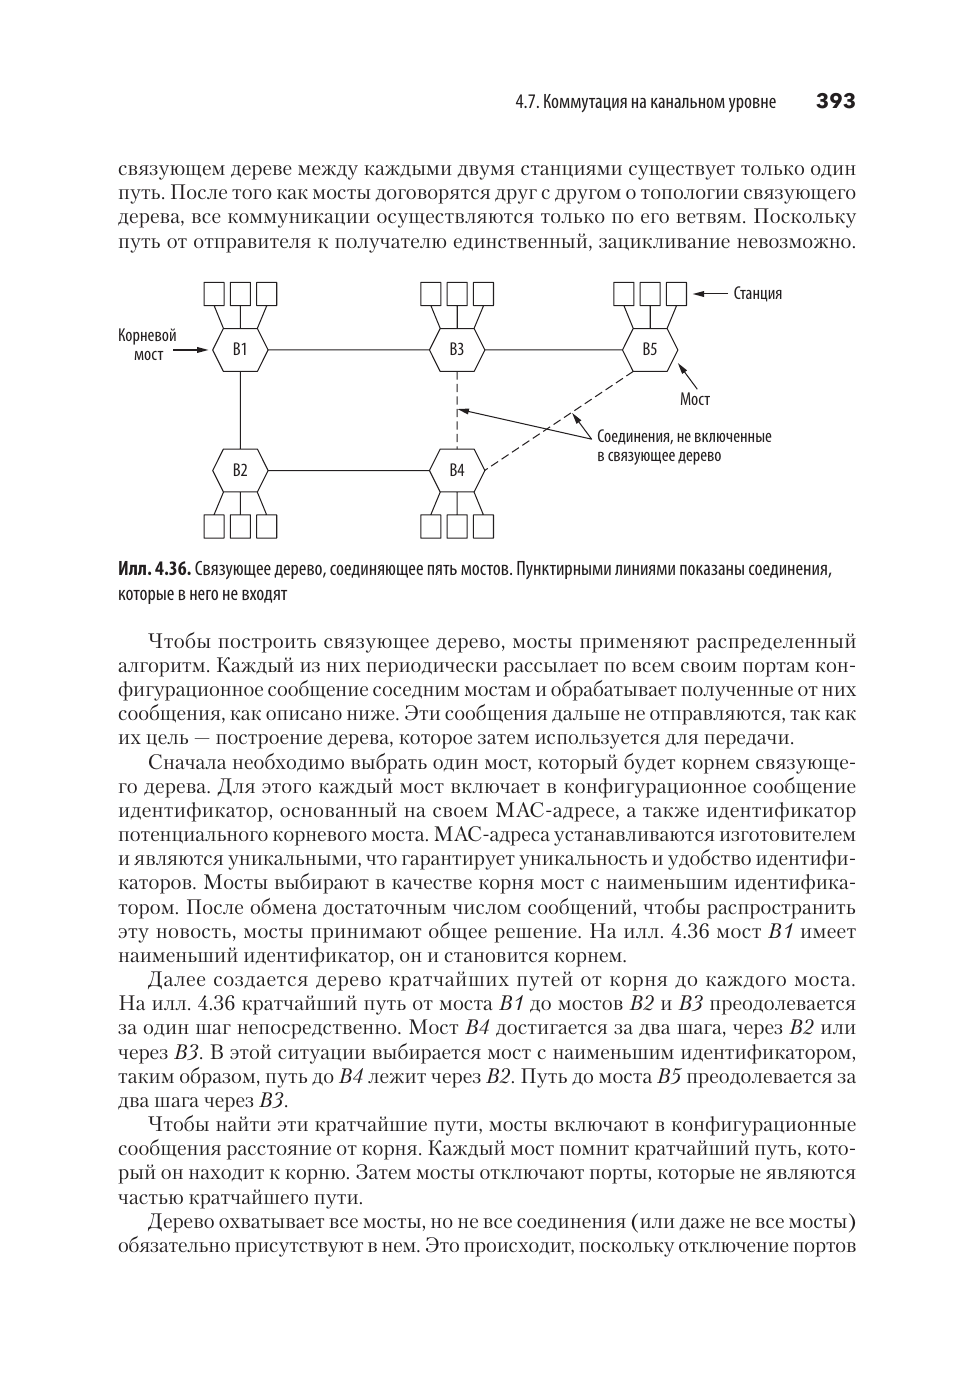 4.7. Коммутация на канальном уровне 393
связующем дереве между каждыми двумя станциями существует только один
путь. После того как мосты договорятся друг с другом о топологии связующего
дерева, все коммуникации осуществляются только по его ветвям. Поскольку
путь от отправителя к получателю единственный, зацикливание невозможно.
Станция
Корневой
мост
B1
B3
B5
Мост
Соединения, не включенные
в связующее дерево
B2
B4
Илл. 4.36. Связующее дерево, соединяющее пять мостов. Пунктирными линиями показаны соединения,
которые в него не входят
Чтобы построить связующее дерево, мосты применяют распределенный
алгоритм. Каждый из них периодически рассылает по всем своим портам кон-
фигурационное сообщение соседним мостам и обрабатывает полученные от них
сообщения, как описано ниже. Эти сообщения дальше не отправляются, так как
их цель — построение дерева, которое затем используется для передачи.
Сначала необходимо выбрать один мост, который будет корнем связующе-
го дерева. Для этого каждый мост включает в конфигурационное сообщение
идентификатор, основанный на своем MAC-адресе, а также идентификатор
потенциального корневого моста. MAC-адреса устанавливаются изготовителем
и являются уникальными, что гарантирует уникальность и удобство идентифи-
каторов. Мосты выбирают в качестве корня мост с наименьшим идентифика-
тором. После обмена достаточным числом сообщений, чтобы распространить
эту новость, мосты принимают общее решение. На илл. 4.36 мост B1 имеет
наименьший идентификатор, он и становится корнем.
Далее создается дерево кратчайших путей от корня до каждого моста.
На илл. 4.36 кратчайший путь от моста B1 до мостов B2 и B3 преодолевается
за один шаг непосредственно. Мост B4 достигается за два шага, через B2 или
через B3. В этой ситуации выбирается мост с наименьшим идентификатором,
таким образом, путь до B4 лежит через B2. Путь до моста B5 преодолевается за
два шага через B3.
Чтобы найти эти кратчайшие пути, мосты включают в конфигурационные
сообщения расстояние от корня. Каждый мост помнит кратчайший путь, кото-
рый он находит к корню. Затем мосты отключают порты, которые не являются
частью кратчайшего пути.
Дерево охватывает все мосты, но не все соединения (или даже не все мосты)
обязательно присутствуют в нем. Это происходит, поскольку отключение портов